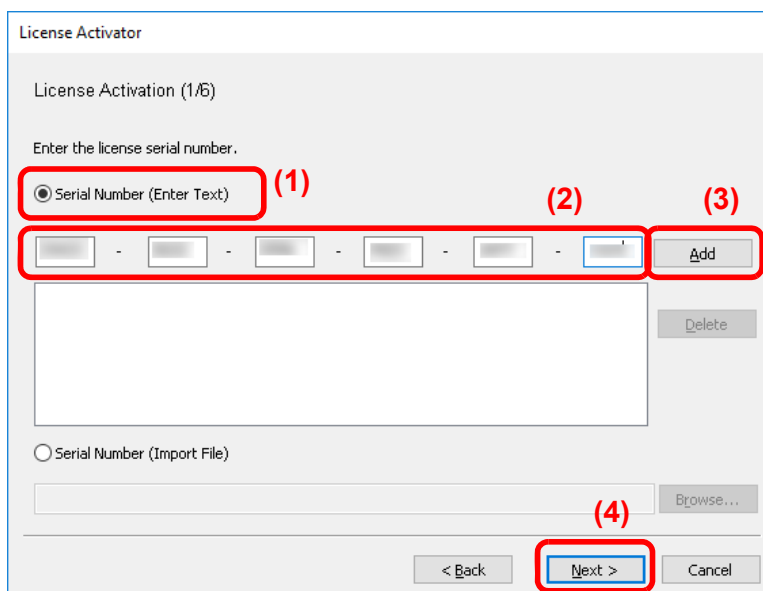 License Activator
License Activation (1/6)
Enter the license serial number.
Serial Number (Enter Text) (1)
(2) (3)
- - - - - Add
Delete
Serial Number (Import File)
Browse...
(4)
< Back Next > Cancel